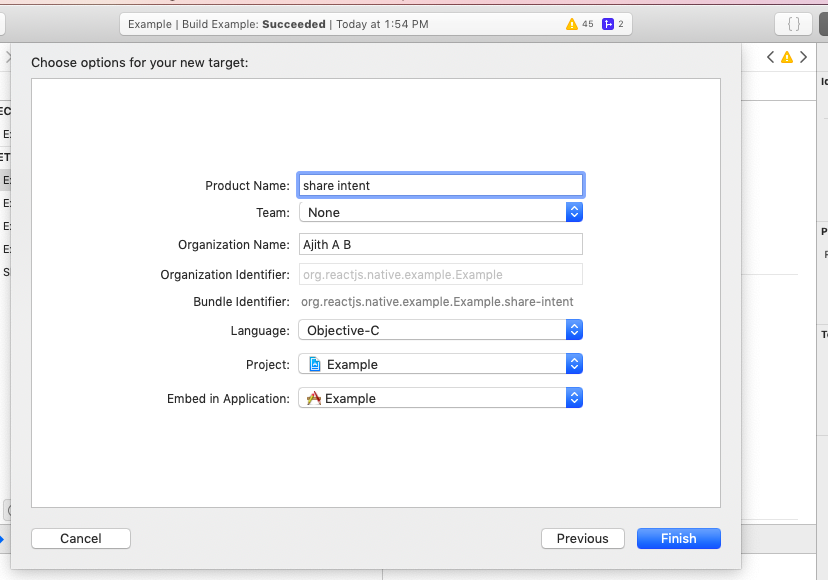 Example | Build Example: Succeeded | Today at 1:54 PM 45 2
{ }
Choose options for your new target:
Product Name: share intent
Team: None
Organization Name: Ajith A B
Organization Identifier: org.reactjs.native.example.Example
Bundle Identifier: org.reactjs.native.example.Example.share-intent
Language: Objective-C
Project: Example
Embed in Application: Example
Cancel Previous Finish